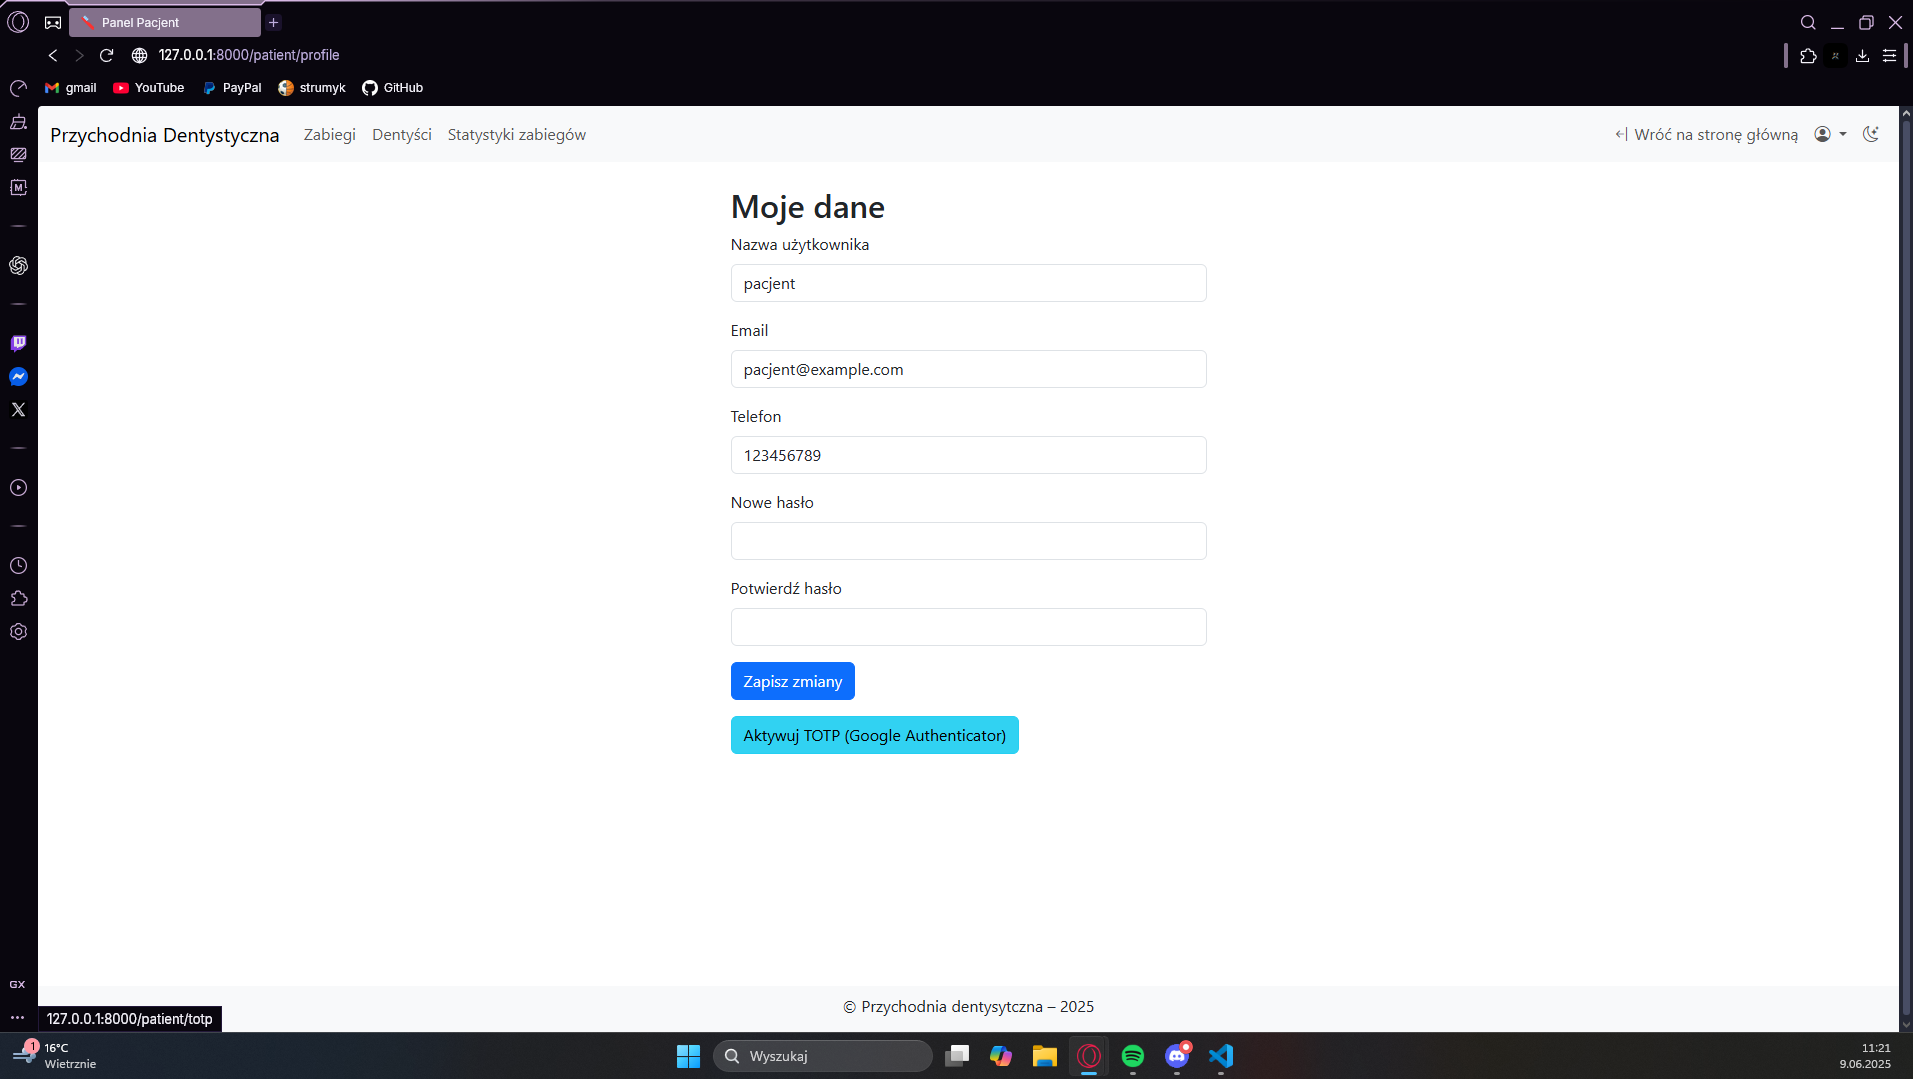 Panel Pacjent
127.0.0.1:8000/patient/profile
gmail YouTube PayPal strumyk GitHub
Przychodnia Dentystyczna Zabiegi Dentyści Statystyki zabiegów Wróć na stronę główną
Moje dane
Nazwa użytkownika
pacjent
Email
pacjent@example.com
Telefon
123456789
Nowe hasło
Potwierdź hasło
Zapisz zmiany
Aktywuj TOTP (Google Authenticator)
GX
© Przychodnia dentysytczna – 2025
127.0.0.1:8000/patient/totp
1
16°C
Wietrznie
Wyszukaj
11:21
9.06.2025